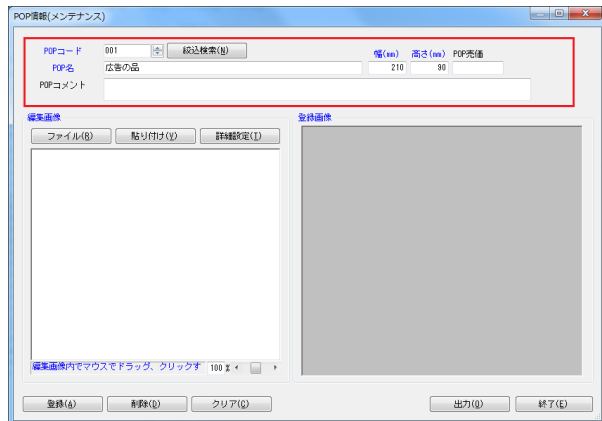 POP情報(メンテナンス)
POPコード 001 絞込検索(N) 幅(mm) 高さ(mm) POP売価
POP名 広告の品 210 90
POPコメント
編集画像 登録画像
ファイル(R) 貼り付け(V) 詳細設定(I)
編集画像内でマウスでドラッグ、クリックす 100 %
登録(A) 削除(D) クリア(C) 出力(O) 終了(E)